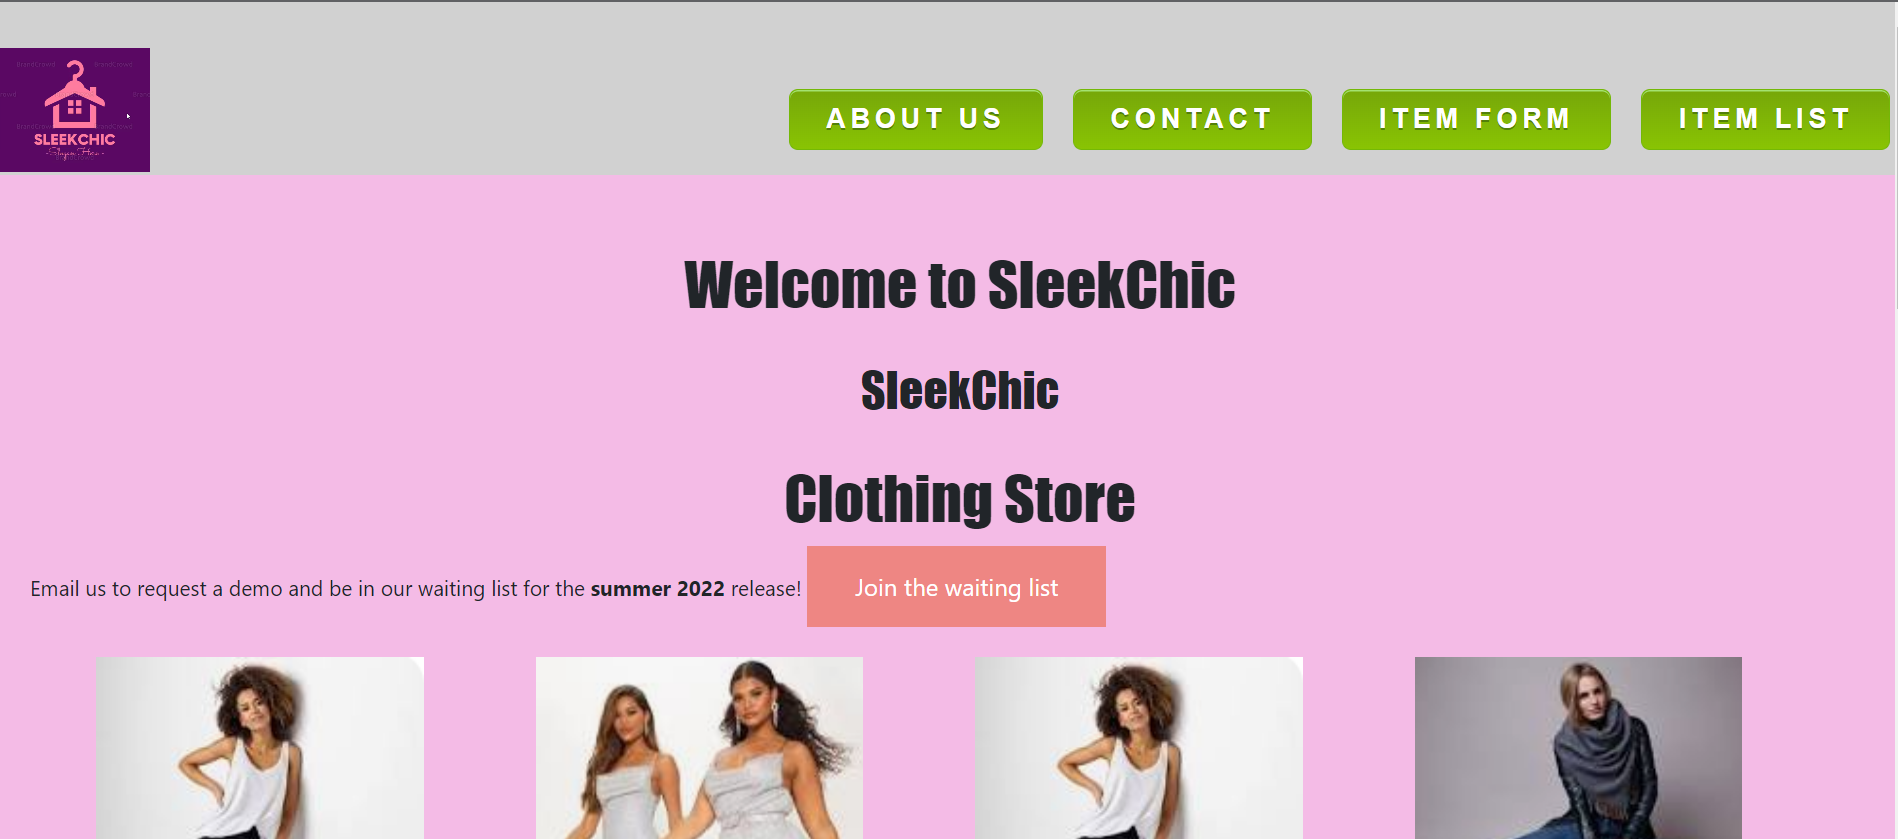 SLEEKCHIC
ABOUT US
CONTACT
ITEM FORM
ITEM LIST
Welcome to SleekChic
SleekChic
Clothing Store
Email us to request a demo and be in our waiting list for the summer 2022 release!
Join the waiting list